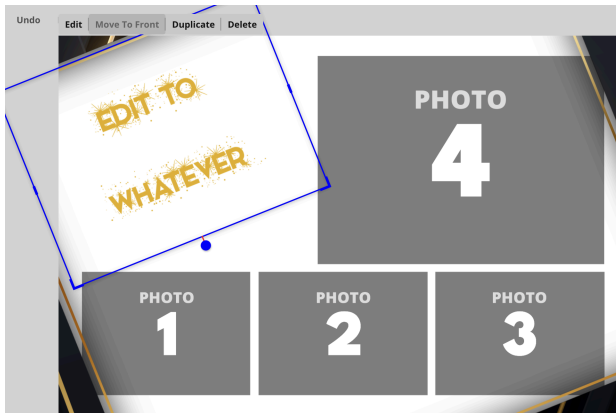 Undo
Edit Move To Front Duplicate Delete
EDIT TO
WHATEVER
PHOTO
4
PHOTO
1
PHOTO
2
PHOTO
3